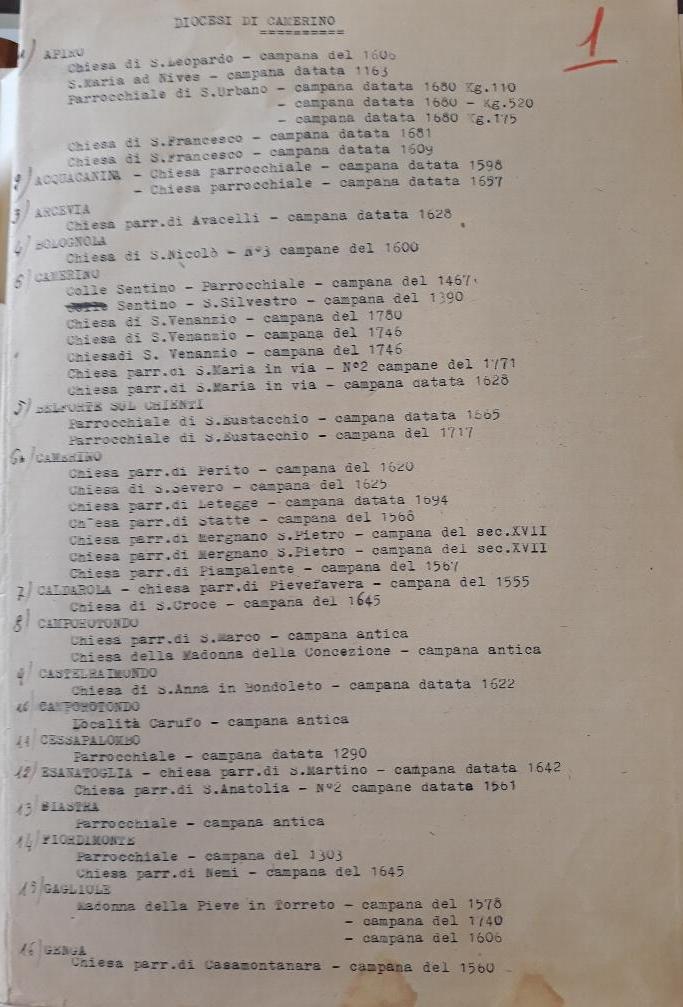 DIOCESI DI CAMERINO
==========
1
1/ APIRO
Chiesa di S.Leopardo - campana del 1606
S.Maria ad Nives - campana datata 1163
Parrocchiale di S.Urbano - campana datata 1680 Kg.110
- campana datata 1680 - Kg.520
- campana datata 1680 Kg.175
Chiesa di S.Francesco - campana datata 1681
Chiesa di S.Francesco - campana datata 1609
2/ ACQUACANINA - Chiesa parrocchiale - campana datata 1598
- Chiesa parrocchiale - campana datata 1657
3/ ARCEVIA
Chiesa parr.di Avacelli - campana datata 1628
4/ BOLOGNOLA
Chiesa di S.Nicolò - N°3 campane del 1600
5/ CAMERINO
Colle Sentino - Parrocchiale - campana del 1467
Sentino - S.Silvestro - campana del 1390
Chiesa di S.Venanzio - campana del 1780
Chiesa di S.Venanzio - campana del 1746
Chiesadi S. Venanzio - campana del 1746
Chiesa parr.di S.Maria in via - N°2 campane del 1771
Chiesa parr.di S.Maria in via - campana datata 1628
5/ BELFORTE SUL CHIENTI
Parrocchiale di S.Eustacchio - campana datata 1665
Parrocchiale di S.Eustacchio - campana del 1717
6/ CAMERINO
Chiesa parr.di Perito - campana del 1620
Chiesa di S.Severo - campana del 1625
Chiesa parr.di Letegge - campana datata 1694
Ch esa parr.di Statte - campana del 1568
Chiesa parr.di Mergnano S.Pietro - campana del sec.XVII
Chiesa parr.di Mergnano S.Pietro - campana del sec.XVII
Chiesa parr.di Piampalente - campana del 1567
7/ CALDAROLA - chiesa parr.di Pievefavera - campana del 1555
Chiesa di S.Croce - campana del 1645
8/ CAMPOROTONDO
Chiesa parr.di S.Marco - campana antica
Chiesa della Madonna della Concezione - campana antica
9/ CASTELRAIMONDO
Chiesa di S.Anna in Bondoleto - campana datata 1622
10/ CAMPOROTONDO
Località Carufo - campana antica
11/ CESSAPALOMBO
Parrocchiale - campana datata 1290
12/ ESANATOGLIA - chiesa parr.di S.Martino - campana datata 1642
Chiesa parr.di S.Anatolia - N°2 campane datate 1561
13/ FIASTRA
Parrocchiale - campana antica
14/ FIORDIMONTE
Parrocchiale - campana del 1303
Chiesa parr.di Nemi - campana del 1645
15/ GAGLIOLE
Madonna della Pieve in Torreto - campana del 1578
- campana del 1740
- campana del 1606
16/ GENGA
Chiesa parr.di Casamontanara - campana del 1560